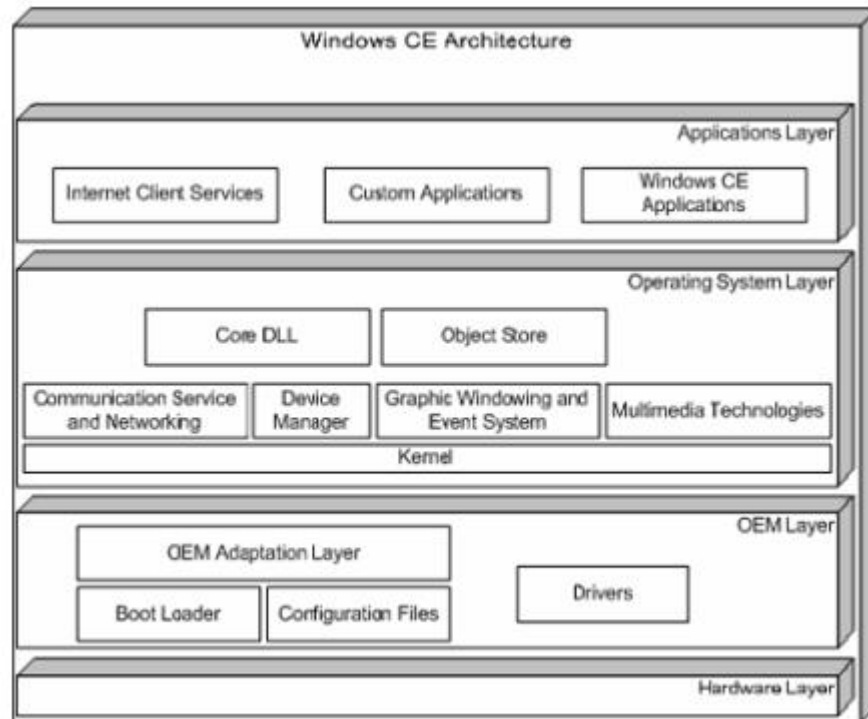 Windows CE Architecture
Applications Layer
Internet Client Services
Custom Applications
Windows CE
Applications
Operating System Layer
Core DLL
Object Store
Communication Service
and Networking
Device
Manager
Graphic Windowing and
Event System
Multimedia Technologies
Kernel
OEM Layer
OEM Adaptation Layer
Boot Loader
Configuration Files
Drivers
Hardware Layer